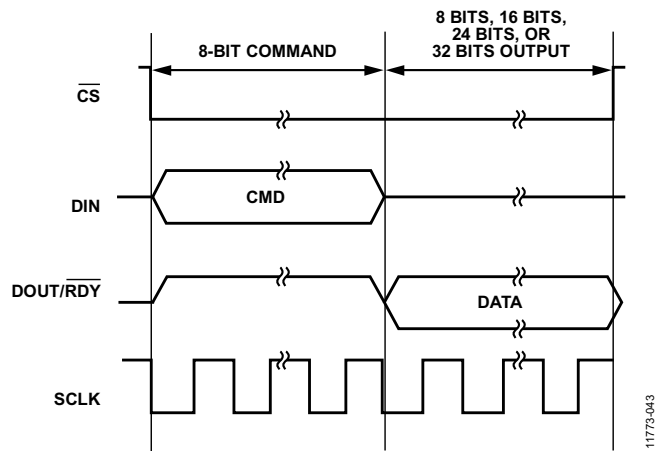 8 BITS, 16 BITS,
24 BITS, OR
32 BITS OUTPUT
8-BIT COMMAND
CS
DIN
CMD
DOUT/RDY
DATA
SCLK
11773-043